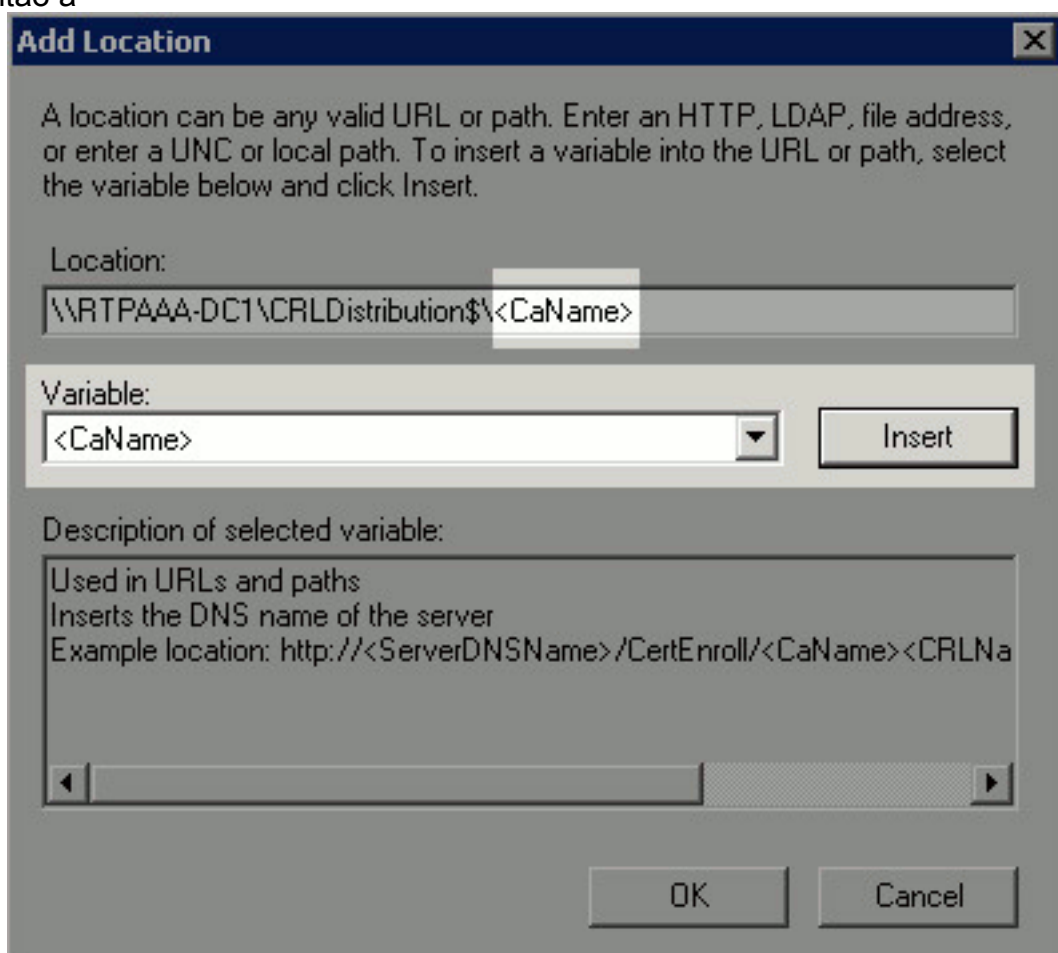 Add Location
A location can be any valid URL or path. Enter an HTTP, LDAP, file address,
or enter a UNC or local path. To insert a variable into the URL or path, select
the variable below and click Insert.
Location:
\\RTPAAA-DC1\CRLDistribution$\<CaName>
Variable:
<CaName>
Insert
Description of selected variable:
Used in URLs and paths
Inserts the DNS name of the server
Example location: http://<ServerDNSName>/CertEnroll/<CaName><CRLNa
OK Cancel